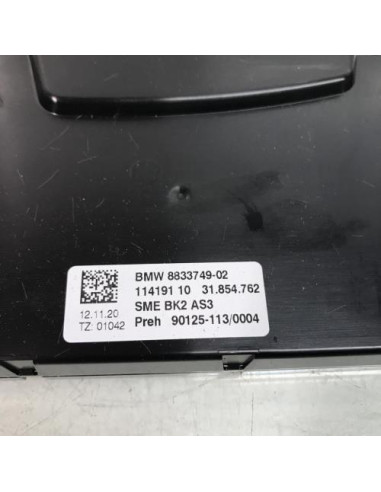 BMW 8833749-02
114191 10 31.854.762
SME BK2 AS3
Preh 90125-113/0004
12.11.20
TZ: 01042